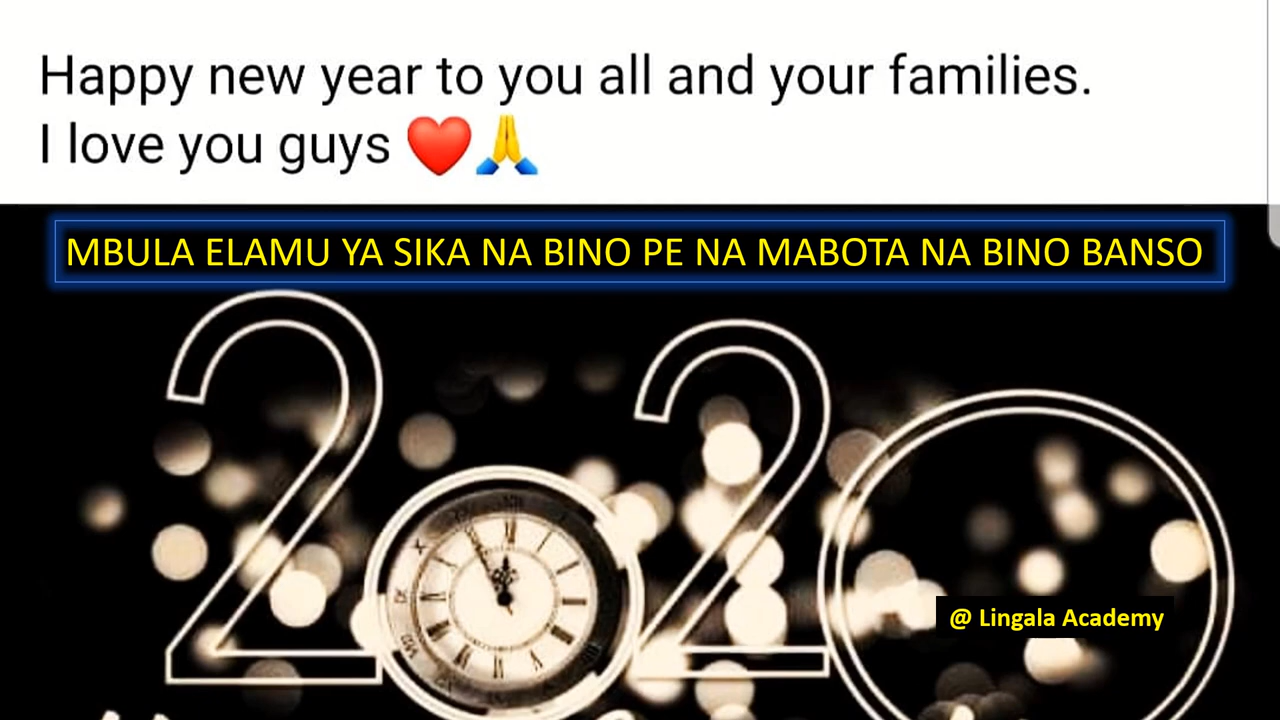 Happy new year to you all and your families.
I love you guys ❤️🙏
MBULA ELAMU YA SIKA NA BINO PE NA MABOTA NA BINO BANSO
2020
@ Lingala Academy